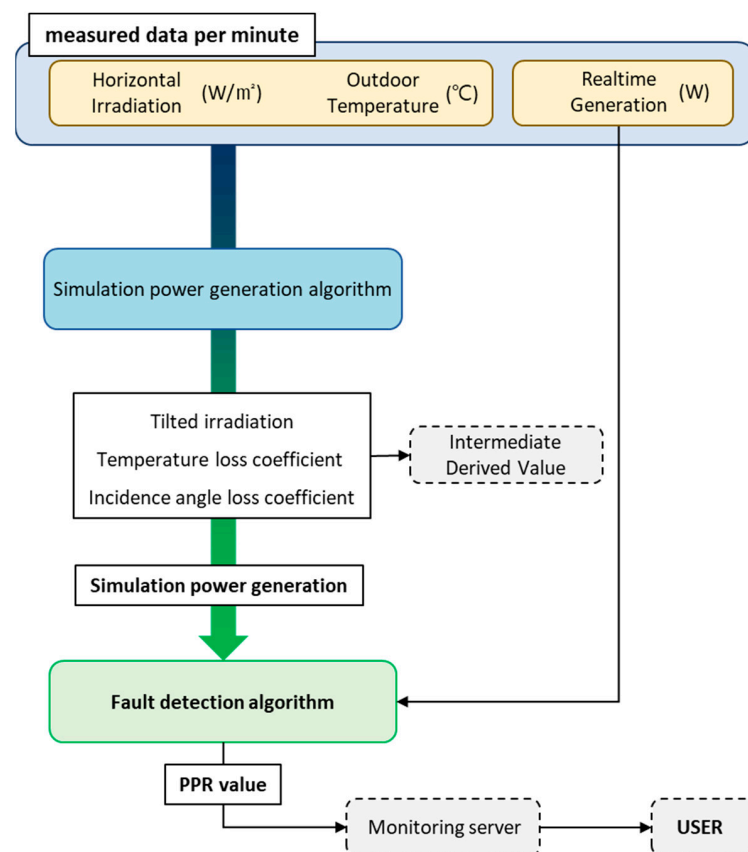 measured data per minute
Horizontal
Irradiation (W/㎡)
Outdoor
Temperature (℃)
Realtime
Generation (W)
Simulation power generation algorithm
Tilted irradiation
Temperature loss coefficient
Incidence angle loss coefficient
Intermediate
Derived Value
Simulation power generation
Fault detection algorithm
PPR value
Monitoring server
USER